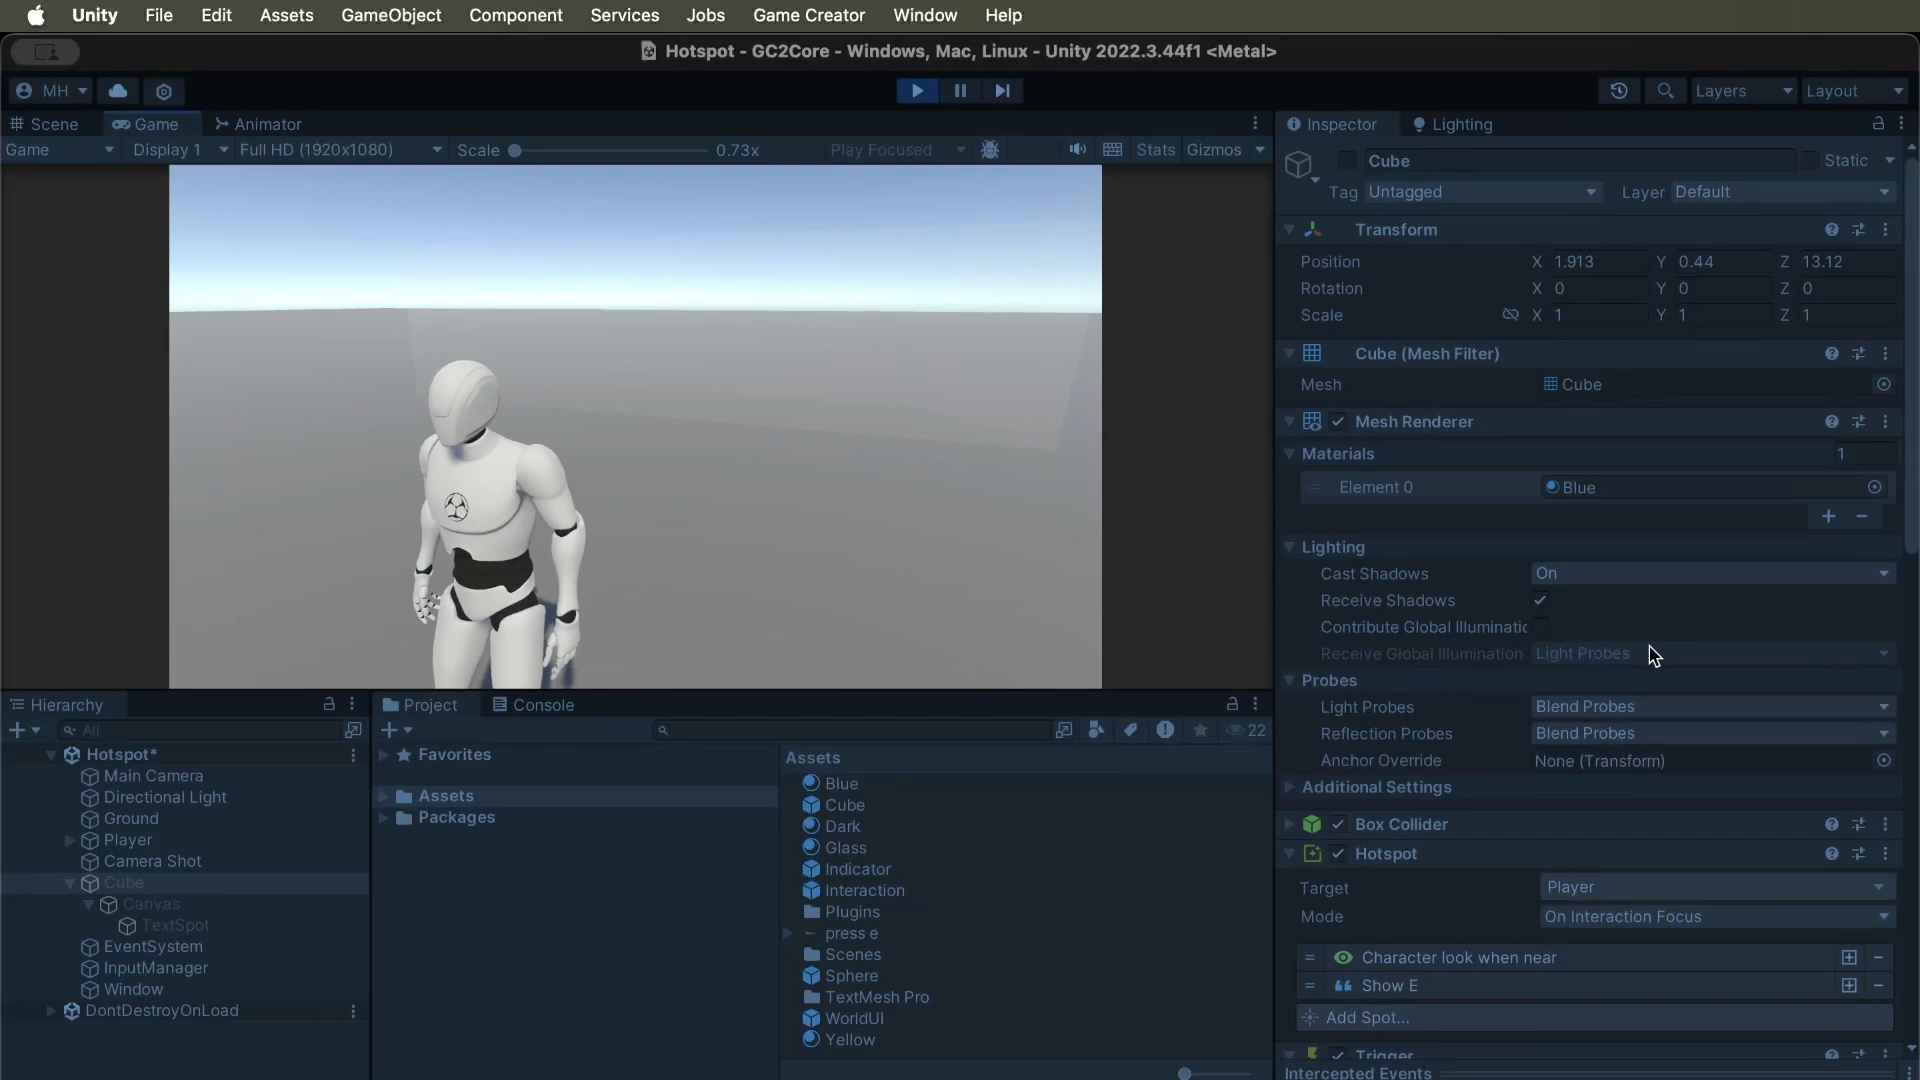 Unity File Edit Assets GameObject Component Services Jobs Game Creator Window Help
Hotspot - GC2Core - Windows, Mac, Linux - Unity 2022.3.44f1 <Metal>
MH Layers Layout
Scene Game Animator
Game Display 1 Full HD (1920x1080) Scale 0.73x Play Focused Stats Gizmos
Inspector Lighting
Cube Static
Tag Untagged Layer Default
Transform
Position X 1.913 Y 0.44 Z 13.12
Rotation X 0 Y 0 Z 0
Scale X 1 Y 1 Z 1
Cube (Mesh Filter)
Mesh Cube
Mesh Renderer
Materials 1
Element 0 Blue
Lighting
Cast Shadows On
Receive Shadows
Contribute Global Illuminatic
Receive Global Illumination Light Probes
Probes
Light Probes Blend Probes
Reflection Probes Blend Probes
Anchor Override None (Transform)
Additional Settings
Box Collider
Hotspot
Target Player
Mode On Interaction Focus
Character look when near
Show E
Add Spot...
Trigger
Intercepted Events
Hierarchy
All
Hotspot*
Main Camera
Directional Light
Ground
Player
Camera Shot
Cube
Canvas
TextSpot
EventSystem
InputManager
Window
DontDestroyOnLoad
Project Console
22
Favorites
Assets
Packages
Assets
Blue
Cube
Dark
Glass
Indicator
Interaction
Plugins
press e
Scenes
Sphere
TextMesh Pro
WorldUI
Yellow